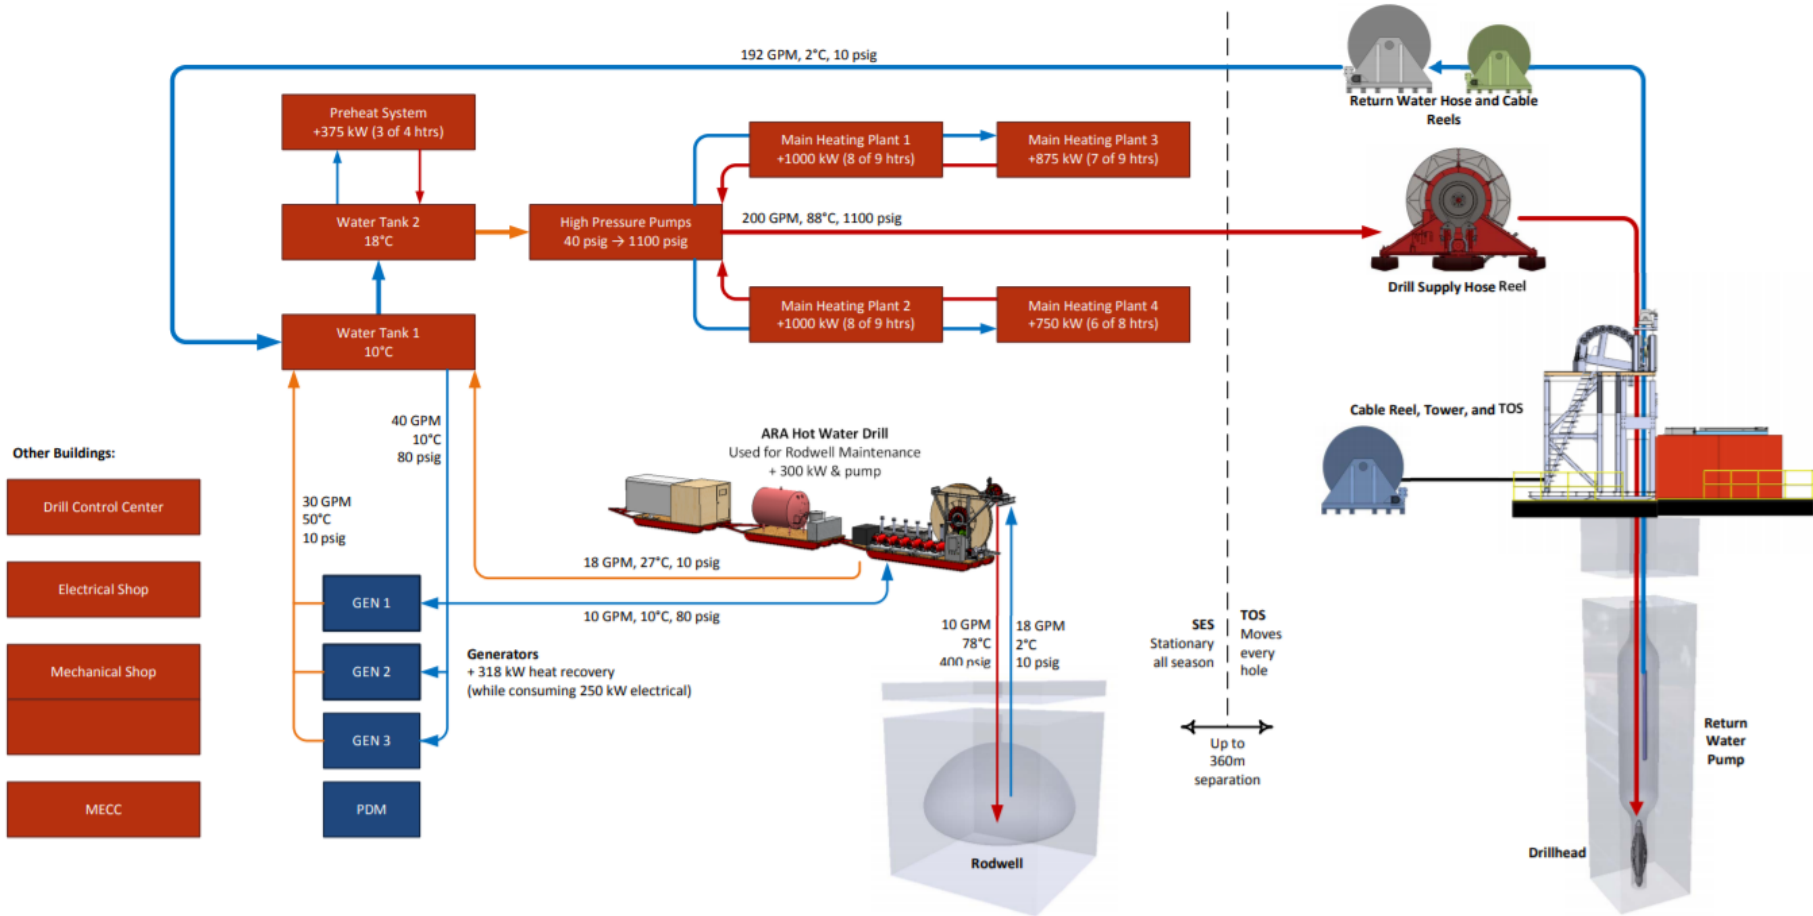 192 GPM, 2°C, 10 psig
Return Water Hose and Cable
Reels
Preheat System
+375 kW (3 of 4 htrs)
Main Heating Plant 1
+1000 kW (8 of 9 htrs)
Main Heating Plant 3
+875 kW (7 of 9 htrs)
Water Tank 2
18°C
High Pressure Pumps
40 psig → 1100 psig
200 GPM, 88°C, 1100 psig
Drill Supply Hose Reel
Main Heating Plant 2
+1000 kW (8 of 9 htrs)
Main Heating Plant 4
+750 kW (6 of 8 htrs)
Water Tank 1
10°C
40 GPM
10°C
80 psig
ARA Hot Water Drill
Used for Rodwell Maintenance
+ 300 kW & pump
Cable Reel, Tower, and TOS
Other Buildings:
Drill Control Center
Electrical Shop
Mechanical Shop
MECC
30 GPM
50°C
10 psig
18 GPM, 27°C, 10 psig
10 GPM, 10°C, 80 psig
GEN 1
GEN 2
GEN 3
PDM
Generators
+ 318 kW heat recovery
(while consuming 250 kW electrical)
10 GPM
78°C
400 psig
18 GPM
2°C
10 psig
Rodwell
SES
Stationary
all season
TOS
Moves
every
hole
Up to
360m
separation
Return
Water
Pump
Drillhead